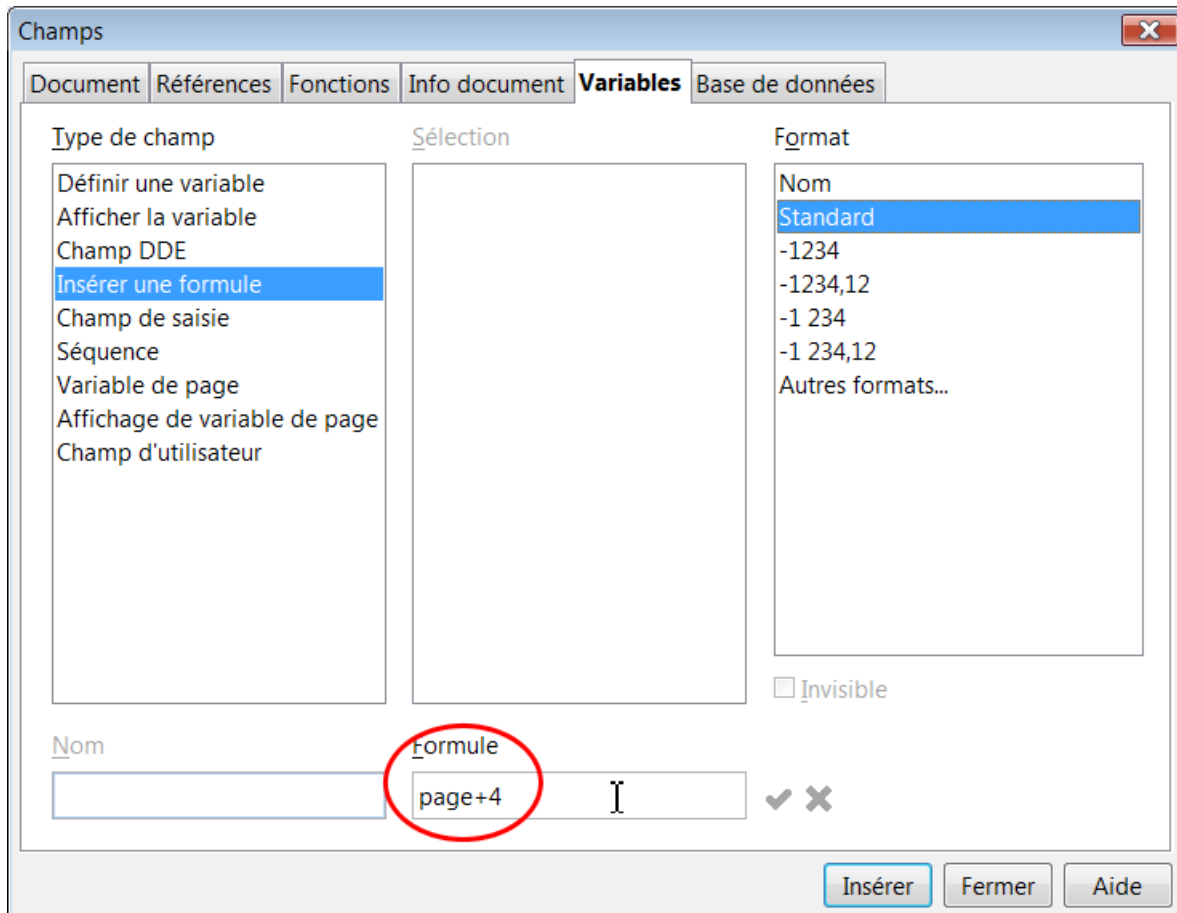 Champs
Document Références Fonctions Info document Variables Base de données
Type de champ
Définir une variable
Afficher la variable
Champ DDE
Insérer une formule
Champ de saisie
Séquence
Variable de page
Affichage de variable de page
Champ d'utilisateur
Sélection
Format
Nom
Standard
-1234
-1234,12
-1 234
-1 234,12
Autres formats...
Invisible
Nom
Formule
page+4
Insérer Fermer Aide